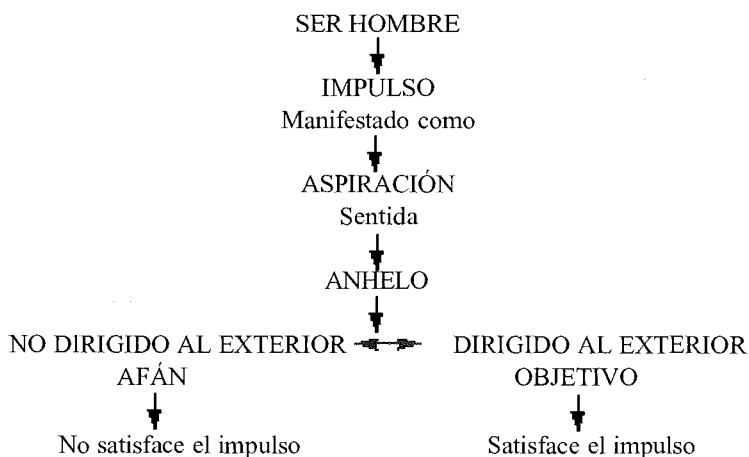 SER HOMBRE
IMPULSO
Manifestado como
ASPIRACIÓN
Sentida
ANHELO
NO DIRIGIDO AL EXTERIOR DIRIGIDO AL EXTERIOR
AFÁN OBJETIVO
No satisface el impulso Satisface el impulso